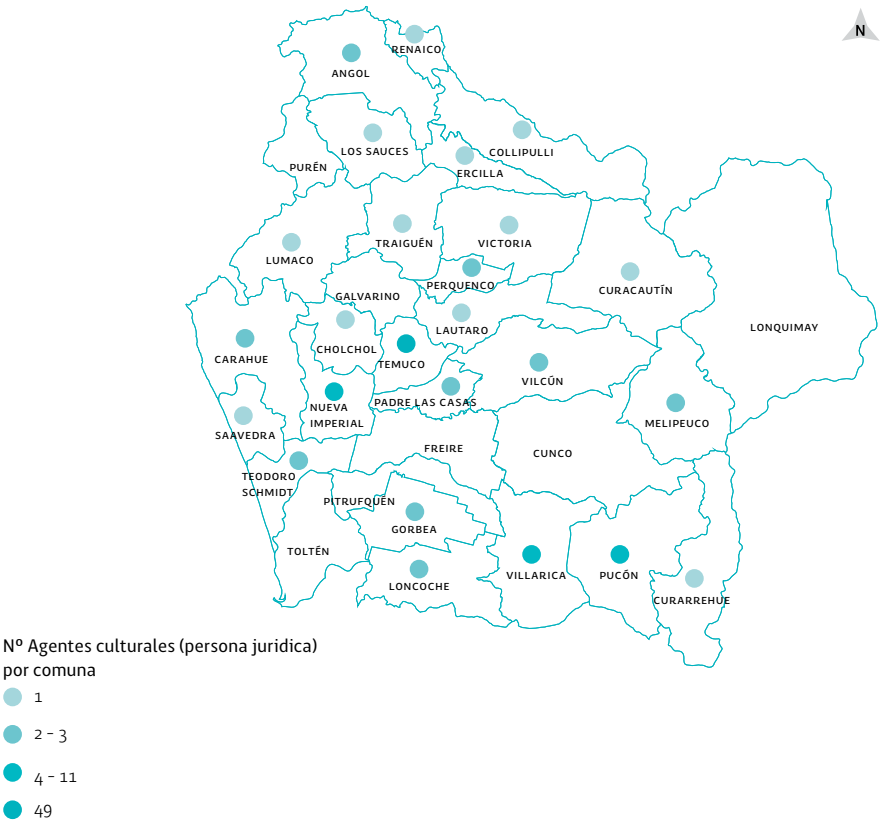 N
RENAICO
ANGOL
LOS SAUCES
COLLIPULLI
PURÉN
ERCILLA
TRAIGUÉN
VICTORIA
LUMACO
PERQUENCO
CURACAUTÍN
GALVARINO
LAUTARO
LONQUIMAY
CHOLCHOL
CARAHUE
TEMUCO
VILCÚN
PADRE LAS CASAS
NUEVA
IMPERIAL
MELIPEUCO
SAAVEDRA
FREIRE
CUNCO
TEODORO
SCHMIDT
PITRUFQUÉN
GORBEA
TOLTÉN
LONCOCHE
VILLARICA
PUCÓN
CURARREHUE
Nº Agentes culturales (persona juridica)
por comuna
1
2 - 3
4 - 11
49